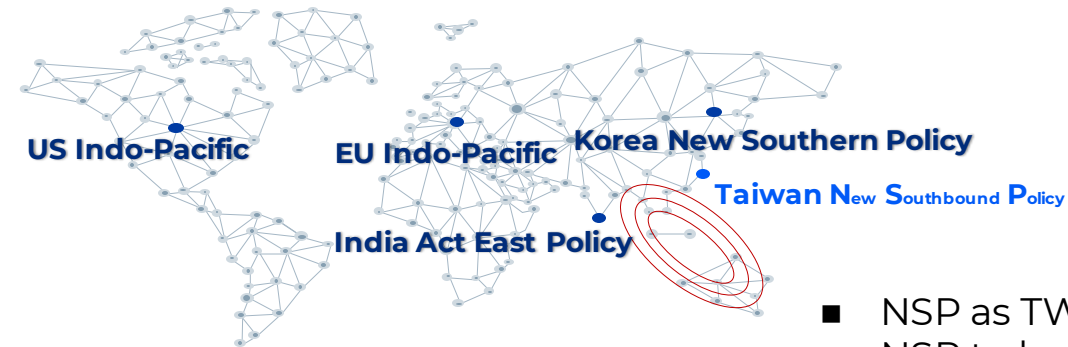 US Indo-Pacific
EU Indo-Pacific
Korea New Southern Policy
Taiwan New Southbound Policy
India Act East Policy
■ NSP as TW